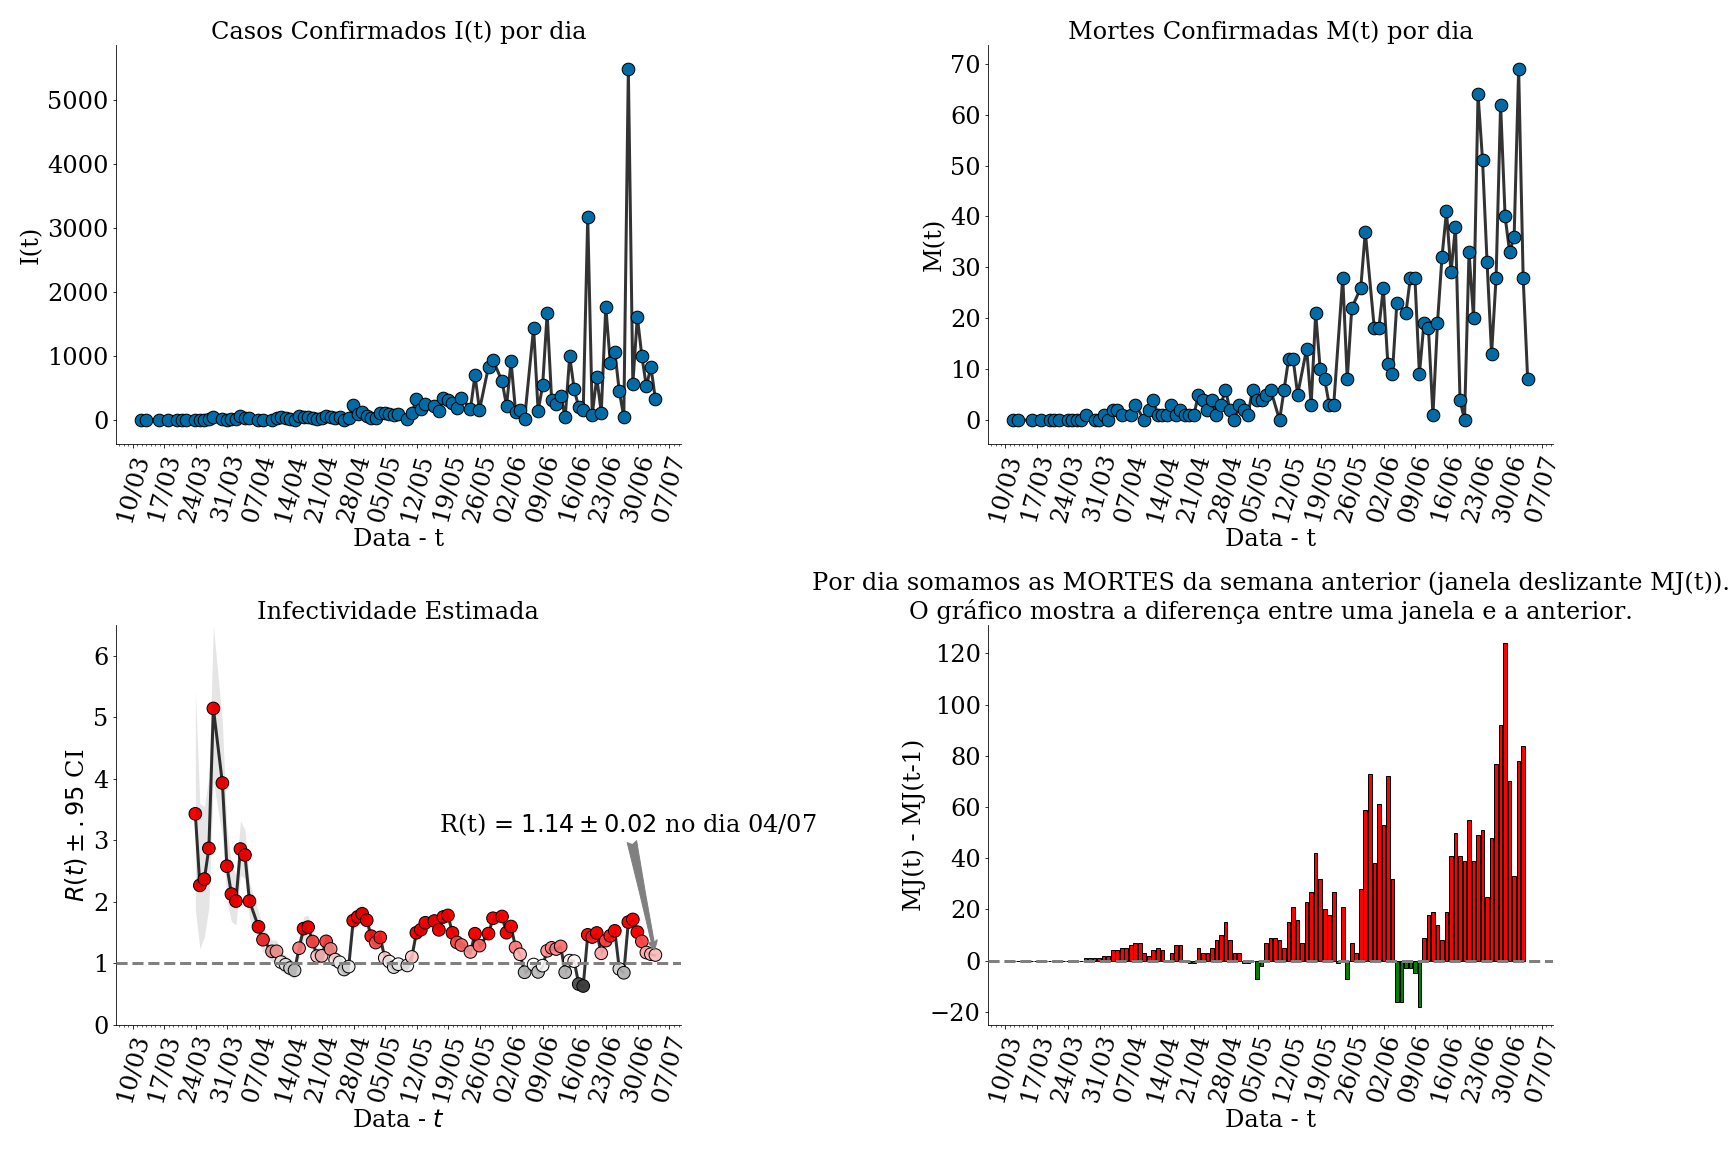 Casos Confirmados I(t) por dia
I(t)
5000
4000
3000
2000
1000
0
10/03 17/03 24/03 31/03 07/04 14/04 21/04 28/04 05/05 12/05 19/05 26/05 02/06 09/06 16/06 23/06 30/06 07/07
Data - t
Mortes Confirmadas M(t) por dia
M(t)
70
60
50
40
30
20
10
0
10/03 17/03 24/03 31/03 07/04 14/04 21/04 28/04 05/05 12/05 19/05 26/05 02/06 09/06 16/06 23/06 30/06 07/07
Data - t
Infectividade Estimada
R(t) ± .95 CI
6
5
4
3
2
1
0
R(t) = 1.14 ± 0.02 no dia 04/07
10/03 17/03 24/03 31/03 07/04 14/04 21/04 28/04 05/05 12/05 19/05 26/05 02/06 09/06 16/06 23/06 30/06 07/07
Data - t
Por dia somamos as MORTES da semana anterior (janela deslizante MJ(t)).
O gráfico mostra a diferença entre uma janela e a anterior.
MJ(t) - MJ(t-1)
120
100
80
60
40
20
0
−20
10/03 17/03 24/03 31/03 07/04 14/04 21/04 28/04 05/05 12/05 19/05 26/05 02/06 09/06 16/06 23/06 30/06 07/07
Data - t